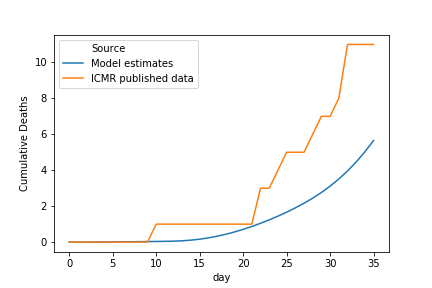 Source
Model estimates
ICMR published data
Cumulative Deaths
10
8
6
4
2
0
0 5 10 15 20 25 30 35
day